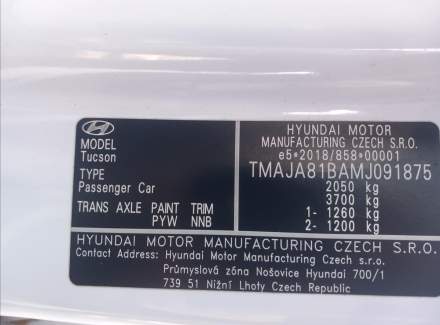 HYUNDAI MOTOR
MANUFACTURING CZECH S.R.O.
e5*2018/858*00001
TMAJA81BAMJ091875
2050 kg
3700 kg
1- 1260 kg
2- 1200 kg
MODEL
Tucson
TYPE
Passenger Car
TRANS AXLE PAINT TRIM
PYW NNB
HYUNDAI MOTOR MANUFACTURING CZECH S.R.O.
Contact Address: Hyundai Motor Manufacturing Czech s.r.o.
Průmyslová zóna Nošovice Hyundai 700/1
739 51 Nižní Lhoty Czech Republic